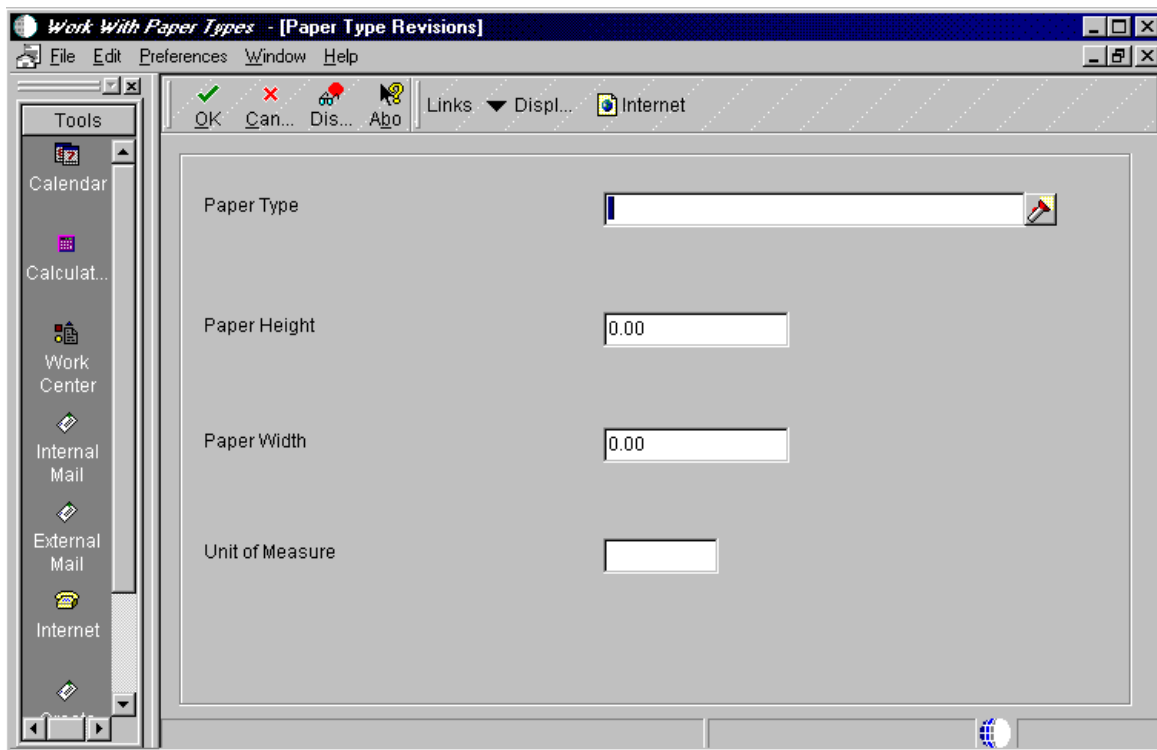 Work With Paper Types - [Paper Type Revisions]
File Edit Preferences Window Help
Tools
OK Can... Dis... Abo Links Displ... Internet
Calendar
Calculat...
Work
Center
Internal
Mail
External
Mail
Internet
Paper Type
Paper Height 0.00
Paper Width 0.00
Unit of Measure